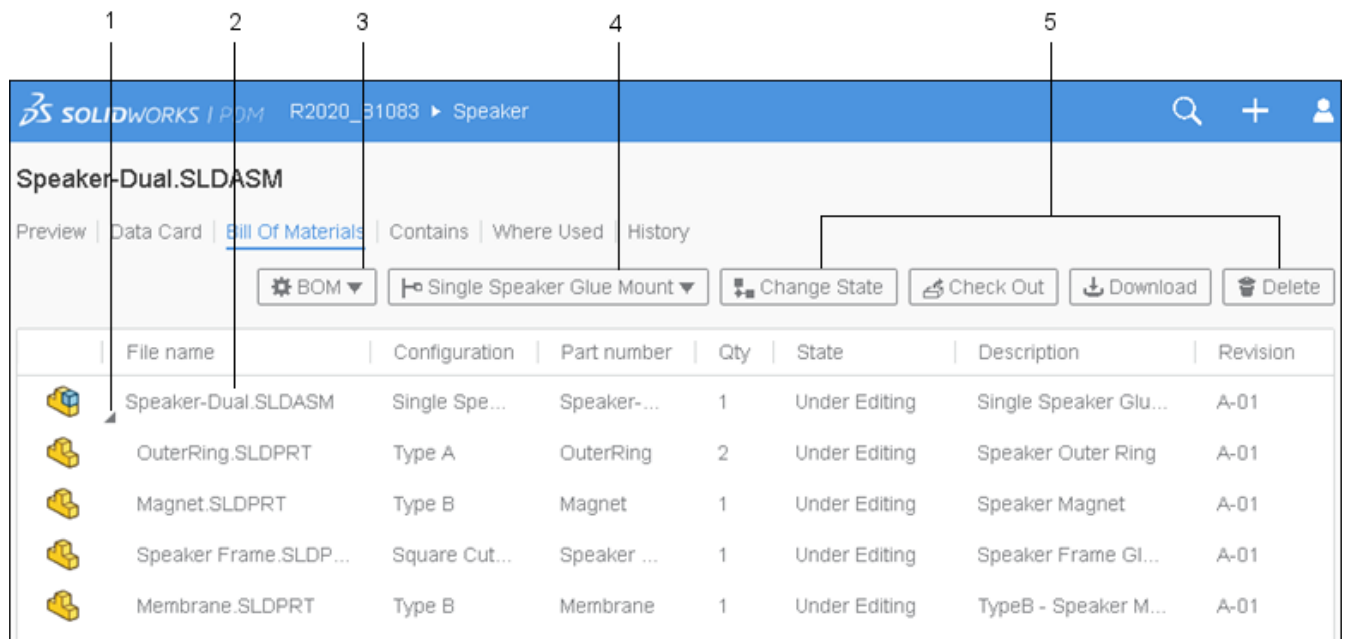 1 2 3 4 5
SOLIDWORKS | PDM R2020_B1083 ▸ Speaker
Speaker-Dual.SLDASM
Preview | Data Card | Bill Of Materials | Contains | Where Used | History
BOM ▼ Single Speaker Glue Mount ▼ Change State Check Out Download Delete
File name Configuration Part number Qty State Description Revision
Speaker-Dual.SLDASM Single Spe... Speaker-... 1 Under Editing Single Speaker Glu... A-01
OuterRing.SLDPRT Type A OuterRing 2 Under Editing Speaker Outer Ring A-01
Magnet.SLDPRT Type B Magnet 1 Under Editing Speaker Magnet A-01
Speaker Frame.SLDP... Square Cut... Speaker ... 1 Under Editing Speaker Frame Gl... A-01
Membrane.SLDPRT Type B Membrane 1 Under Editing TypeB - Speaker M... A-01